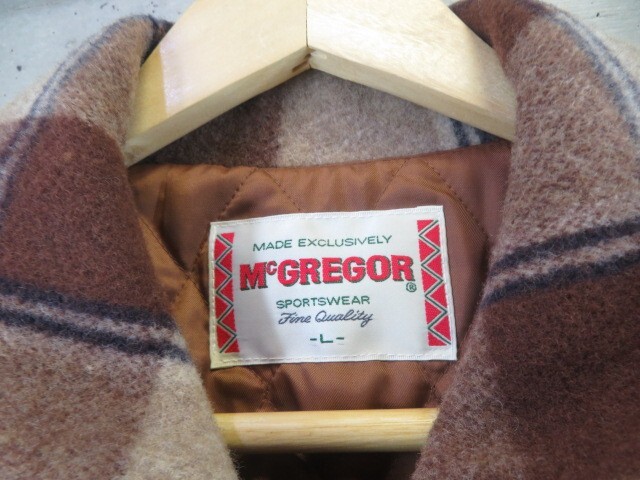 MADE EXCLUSIVELY
McGREGOR®
SPORTSWEAR
Fine Quality
-L-